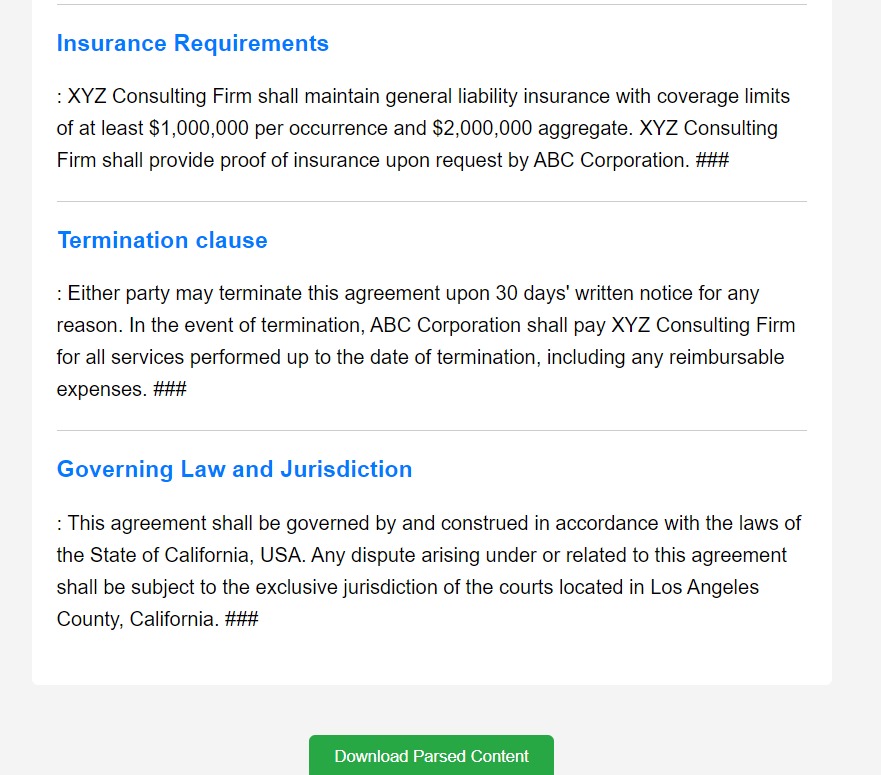 Insurance Requirements
: XYZ Consulting Firm shall maintain general liability insurance with coverage limits
of at least $1,000,000 per occurrence and $2,000,000 aggregate. XYZ Consulting
Firm shall provide proof of insurance upon request by ABC Corporation. ###
Termination clause
: Either party may terminate this agreement upon 30 days' written notice for any
reason. In the event of termination, ABC Corporation shall pay XYZ Consulting Firm
for all services performed up to the date of termination, including any reimbursable
expenses. ###
Governing Law and Jurisdiction
: This agreement shall be governed by and construed in accordance with the laws of
the State of California, USA. Any dispute arising under or related to this agreement
shall be subject to the exclusive jurisdiction of the courts located in Los Angeles
County, California. ###
Download Parsed Content